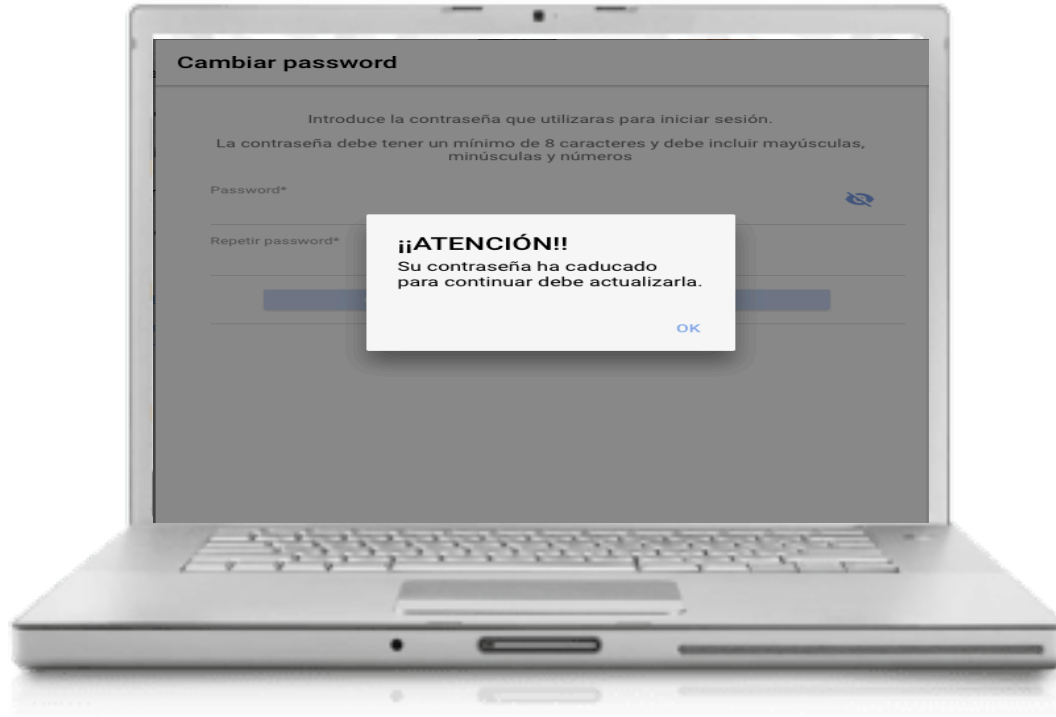 Cambiar password
Introduce la contraseña que utilizaras para iniciar sesión.
La contraseña debe tener un mínimo de 8 caracteres y debe incluir mayúsculas,
minúsculas y números
Password*
Repetir password*
¡¡ATENCIÓN!!
Su contraseña ha caducado
para continuar debe actualizarla.
OK